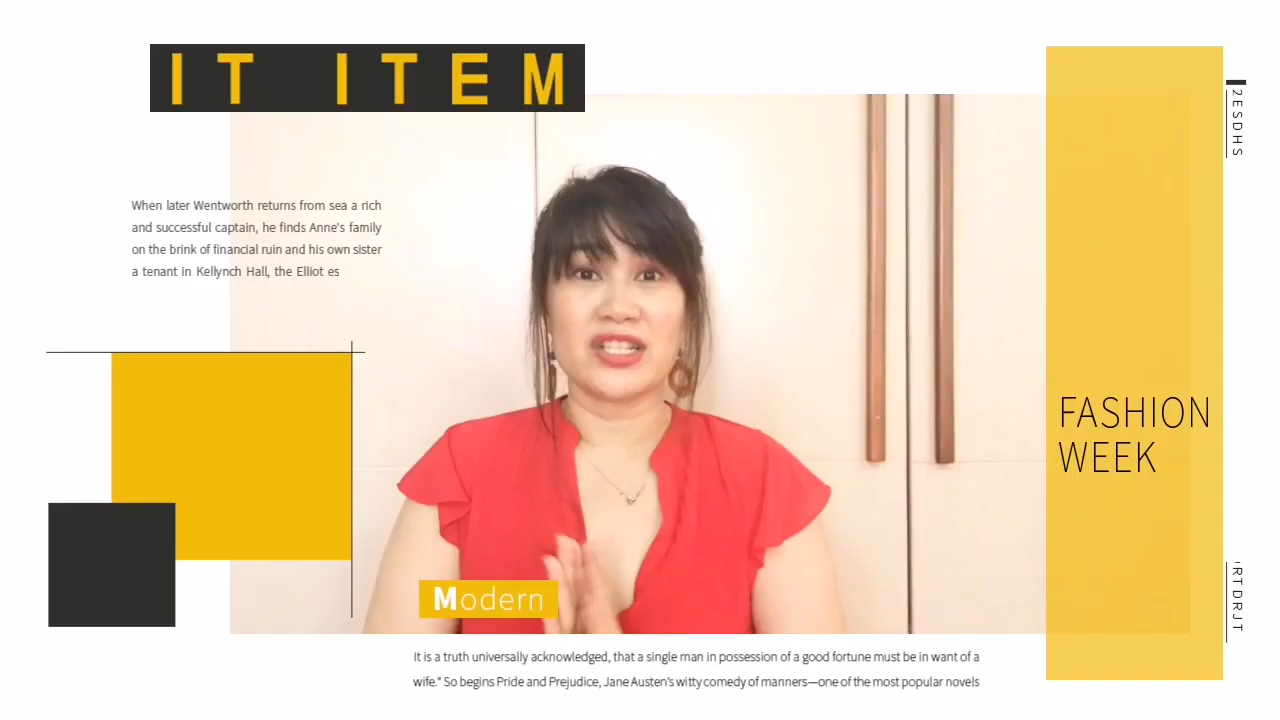 IT ITEM
2ESDHS
When later Wentworth returns from sea a rich
and successful captain, he finds Anne's family
on the brink of financial ruin and his own sister
a tenant in Kellynch Hall, the Elliot es
FASHION
WEEK
Modern
RTDRJT
It is a truth universally acknowledged, that a single man in possession of a good fortune must be in want of a
wife." So begins Pride and Prejudice, Jane Austen's witty comedy of manners—one of the most popular novels